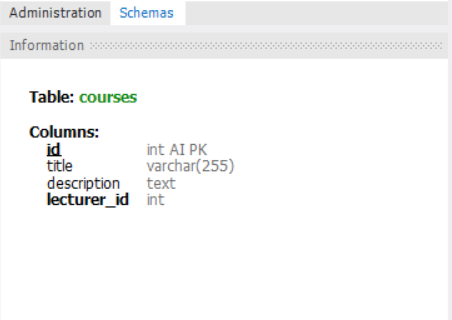 Administration Schemas
Information
Table: courses
Columns:
id int AI PK
title varchar(255)
description text
lecturer_id int